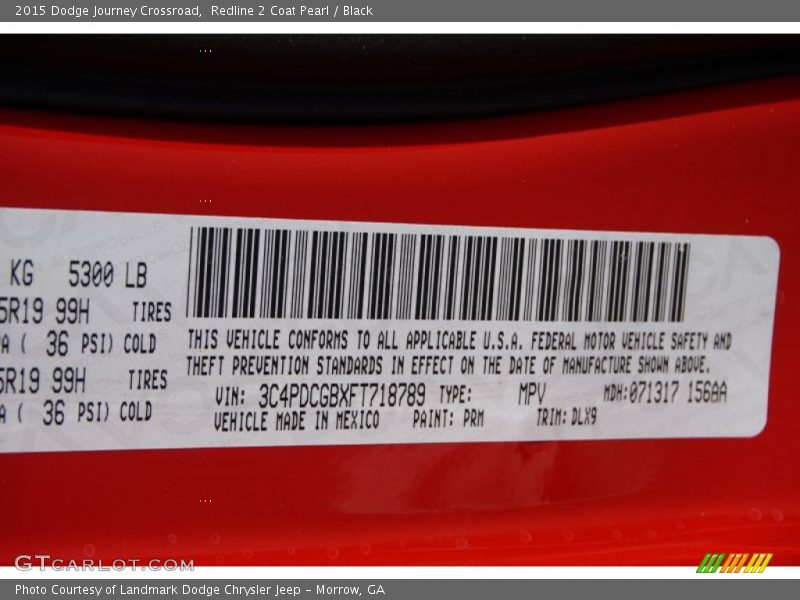 2015 Dodge Journey Crossroad,  Redline 2 Coat Pearl / Black
KG 5300 LB
5R19 99H TIRES
A ( 36 PSI) COLD
5R19 99H TIRES
A ( 36 PSI) COLD
THIS VEHICLE CONFORMS TO ALL APPLICABLE U.S.A. FEDERAL MOTOR VEHICLE SAFETY AND
THEFT PREVENTION STANDARDS IN EFFECT ON THE DATE OF MANUFACTURE SHOWN ABOVE.
VIN: 3C4PDCGBXFT718789 TYPE: MPV MDH:071317 156AA
VEHICLE MADE IN MEXICO PAINT: PRM TRIM: DLX9
GTCARLOT.COM
Photo Courtesy of Landmark Dodge Chrysler Jeep – Morrow, GA